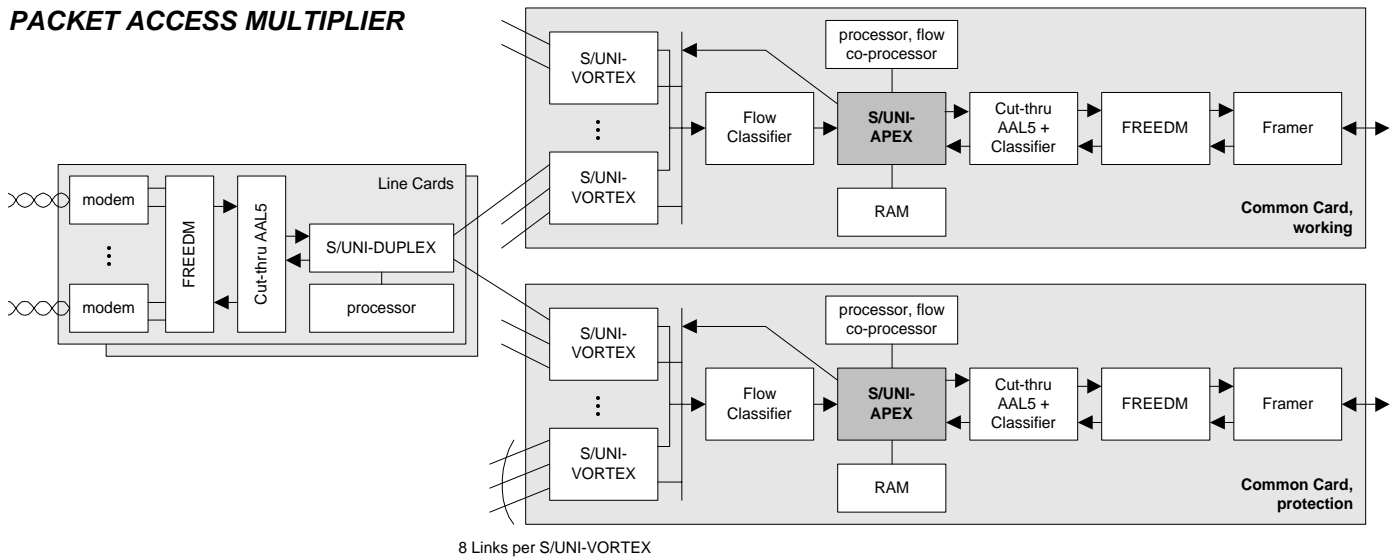 PACKET ACCESS MULTIPLIER
Line Cards
modem
modem
FREEDM
Cut-thru AAL5
S/UNI-DUPLEX
processor
S/UNI-
VORTEX
S/UNI-
VORTEX
Flow
Classifier
processor, flow
co-processor
S/UNI-
APEX
RAM
Cut-thru
AAL5 +
Classifier
FREEDM
Framer
Common Card,
working
S/UNI-
VORTEX
S/UNI-
VORTEX
Flow
Classifier
processor, flow
co-processor
S/UNI-
APEX
RAM
Cut-thru
AAL5 +
Classifier
FREEDM
Framer
Common Card,
protection
8 Links per S/UNI-VORTEX